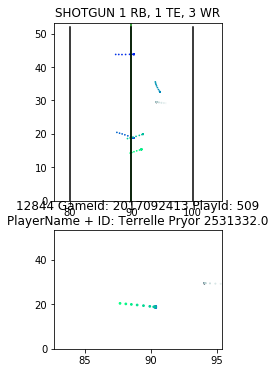 SHOTGUN 1 RB, 1 TE, 3 WR
50
40
30
20
10
0
80 90 100
12844 GameId: 2017092413 PlayId: 509
PlayerName + ID: Terrelle Pryor 2531332.0
40
20
0
85 90 95